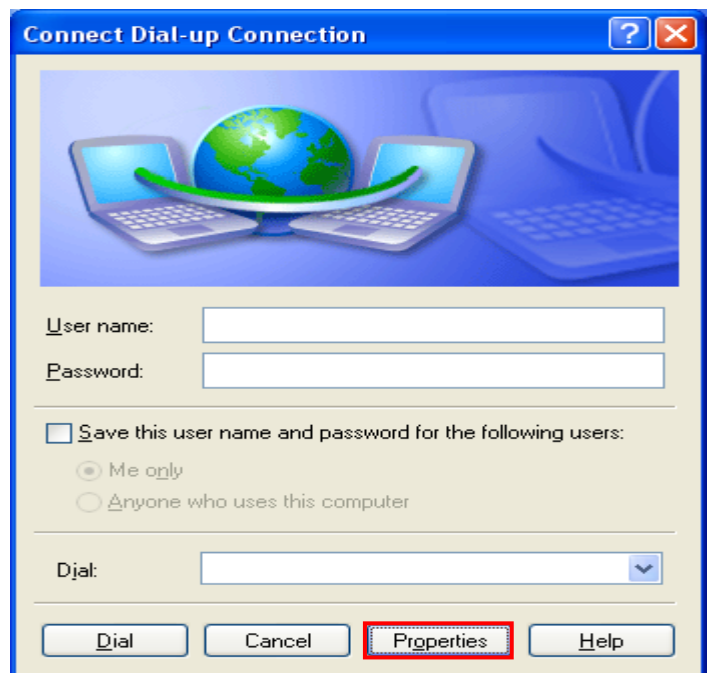 Connect Dial-up Connection ?
User name:
Password:
Save this user name and password for the following users:
Me only
Anyone who uses this computer
Dial:
Dial Cancel Properties Help